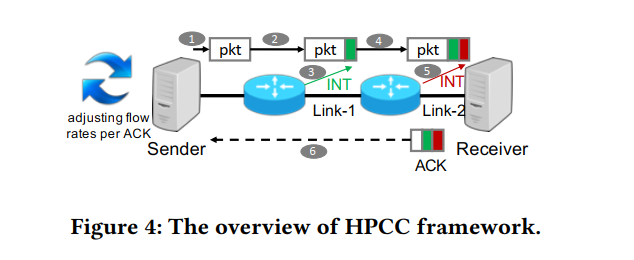 1
pkt
2
pkt
4
pkt
3
INT
5
INT
Link-1
Link-2
adjusting flow
rates per ACK
Sender
6
Receiver
ACK
Figure 4: The overview of HPCC framework.